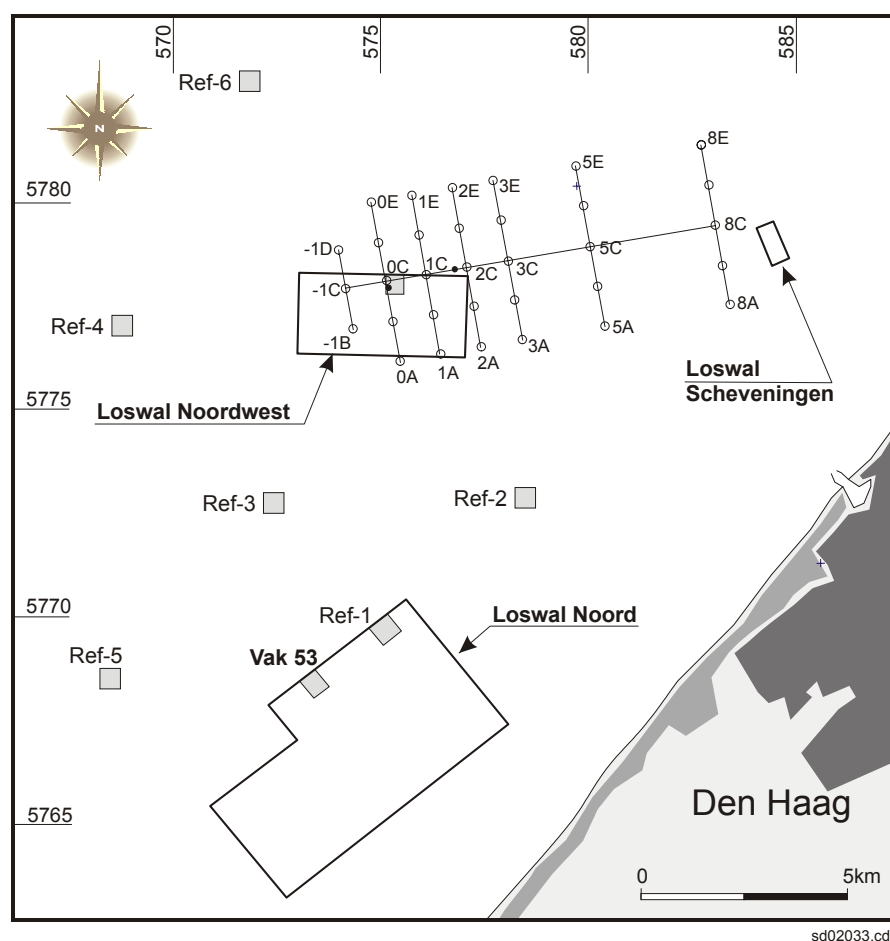 570
575
580
585
Ref-6
N
8E
5E
3E
2E
1E
0E
5780
-1D
8C
5C
3C
2C
1C
0C
-1C
8A
5A
3A
2A
1A
0A
-1B
Ref-4
Loswal
Scheveningen
Loswal Noordwest
5775
Ref-3
Ref-2
5770
Ref-1
Loswal Noord
Vak 53
Ref-5
5765
Den Haag
0
5km
sd02033.cd